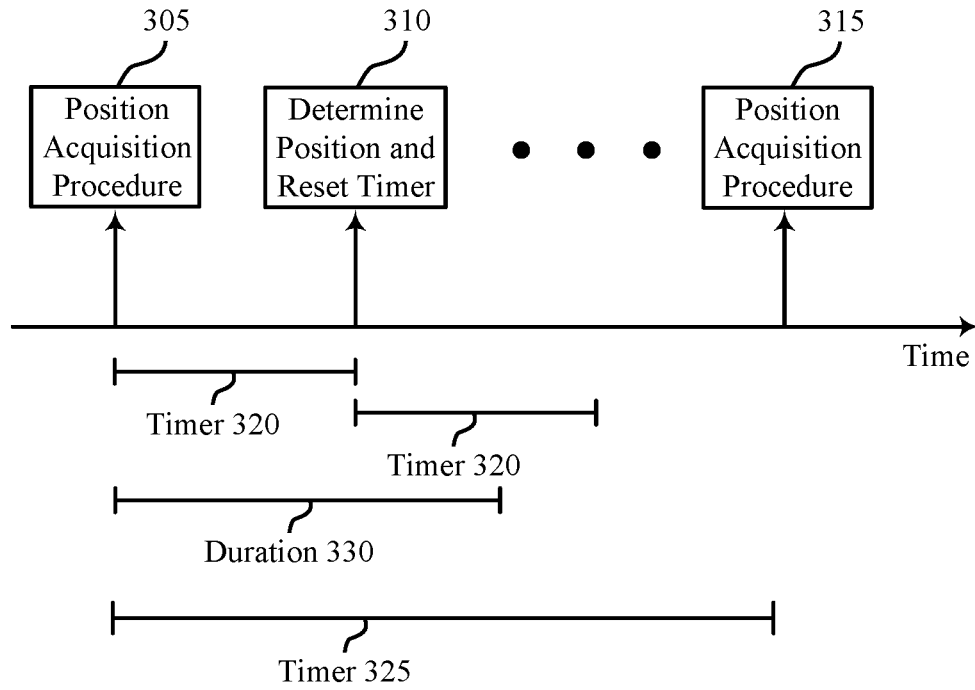 305
310
315
Position
Acquisition
Procedure
Determine
Position and
Reset Timer
Position
Acquisition
Procedure
Time
Timer 320
Timer 320
Duration 330
Timer 325